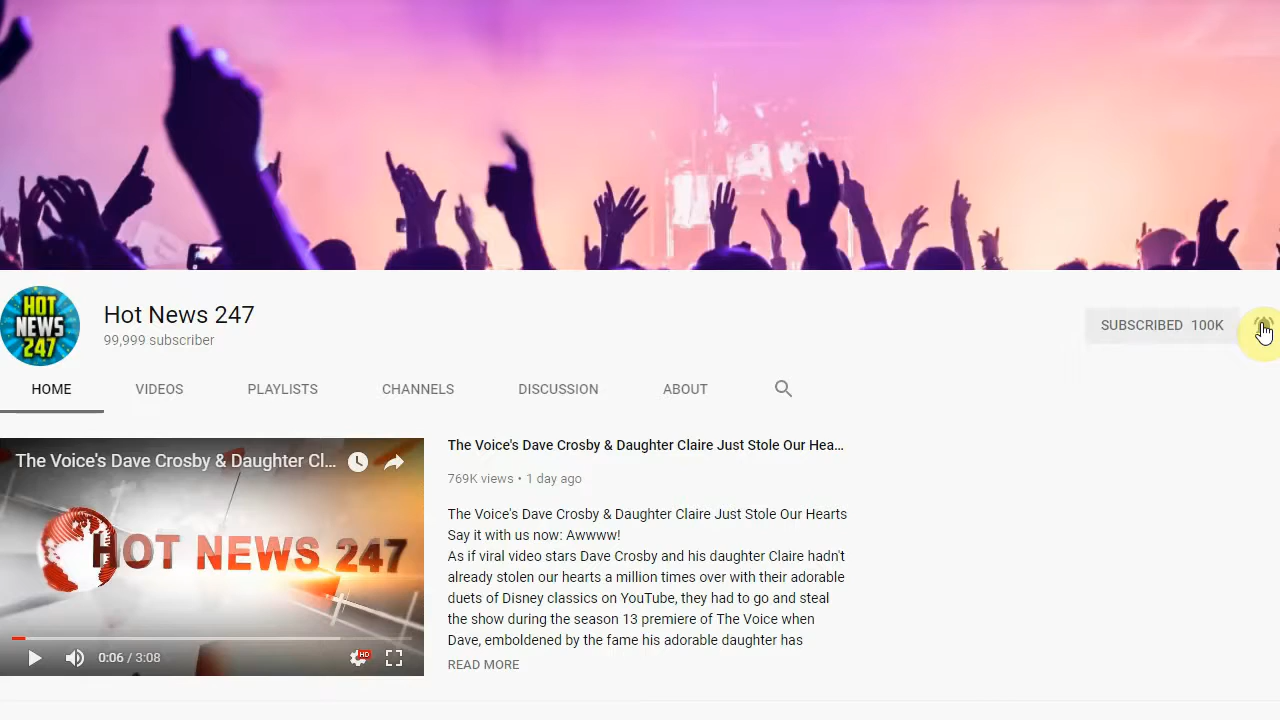 HOT
NEWS
247
Hot News 247
99,999 subscriber
SUBSCRIBED 100K
HOME VIDEOS PLAYLISTS CHANNELS DISCUSSION ABOUT
The Voice's Dave Crosby & Daughter Cl...
HOT NEWS 247
HD
0:06 / 3:08
The Voice's Dave Crosby & Daughter Claire Just Stole Our Hea...
769K views • 1 day ago
The Voice's Dave Crosby & Daughter Claire Just Stole Our Hearts
Say it with us now: Awwww!
As if viral video stars Dave Crosby and his daughter Claire hadn't
already stolen our hearts a million times over with their adorable
duets of Disney classics on YouTube, they had to go and steal
the show during the season 13 premiere of The Voice when
Dave, emboldened by the fame his adorable daughter has
READ MORE